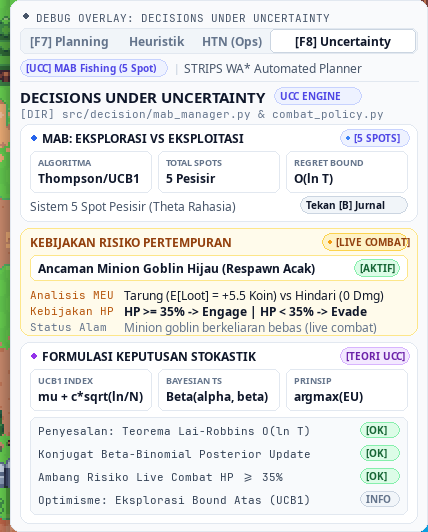 DEBUG OVERLAY: DECISIONS UNDER UNCERTAINTY
[F7] Planning Heuristik HTN (Ops) [F8] Uncertainty
[UCC] MAB Fishing (5 Spot) | STRIPS WA* Automated Planner
DECISIONS UNDER UNCERTAINTY UCC ENGINE
[DIR] src/decision/mab_manager.py & combat_policy.py
MAB: EKSPLORASI VS EKSPLOITASI [5 SPOTS]
ALGORITMA TOTAL SPOTS REGRET BOUND
Thompson/UCB1 5 Pesisir O(ln T)
Sistem 5 Spot Pesisir (Theta Rahasia) Tekan [B] Jurnal
KEBIJAKAN RISIKO PERTEMPURAN [LIVE COMBAT]
Ancaman Minion Goblin Hijau (Respawn Acak) [AKTIF]
Analisis MEU Tarung (E[Loot] = +5.5 Koin) vs Hindari (0 Dmg)
Kebijakan HP HP >= 35% -> Engage | HP < 35% -> Evade
Status Alam Minion goblin berkeliaran bebas (live combat)
FORMULASI KEPUTUSAN STOKASTIK [TEORI UCC]
UCB1 INDEX BAYESIAN TS PRINSIP
mu + c*sqrt(ln/N) Beta(alpha, beta) argmax(EU)
Penyesalan: Teorema Lai-Robbins O(ln T) [OK]
Konjugat Beta-Binomial Posterior Update [OK]
Ambang Risiko Live Combat HP ≥ 35% [OK]
Optimisme: Eksplorasi Bound Atas (UCB1) INFO